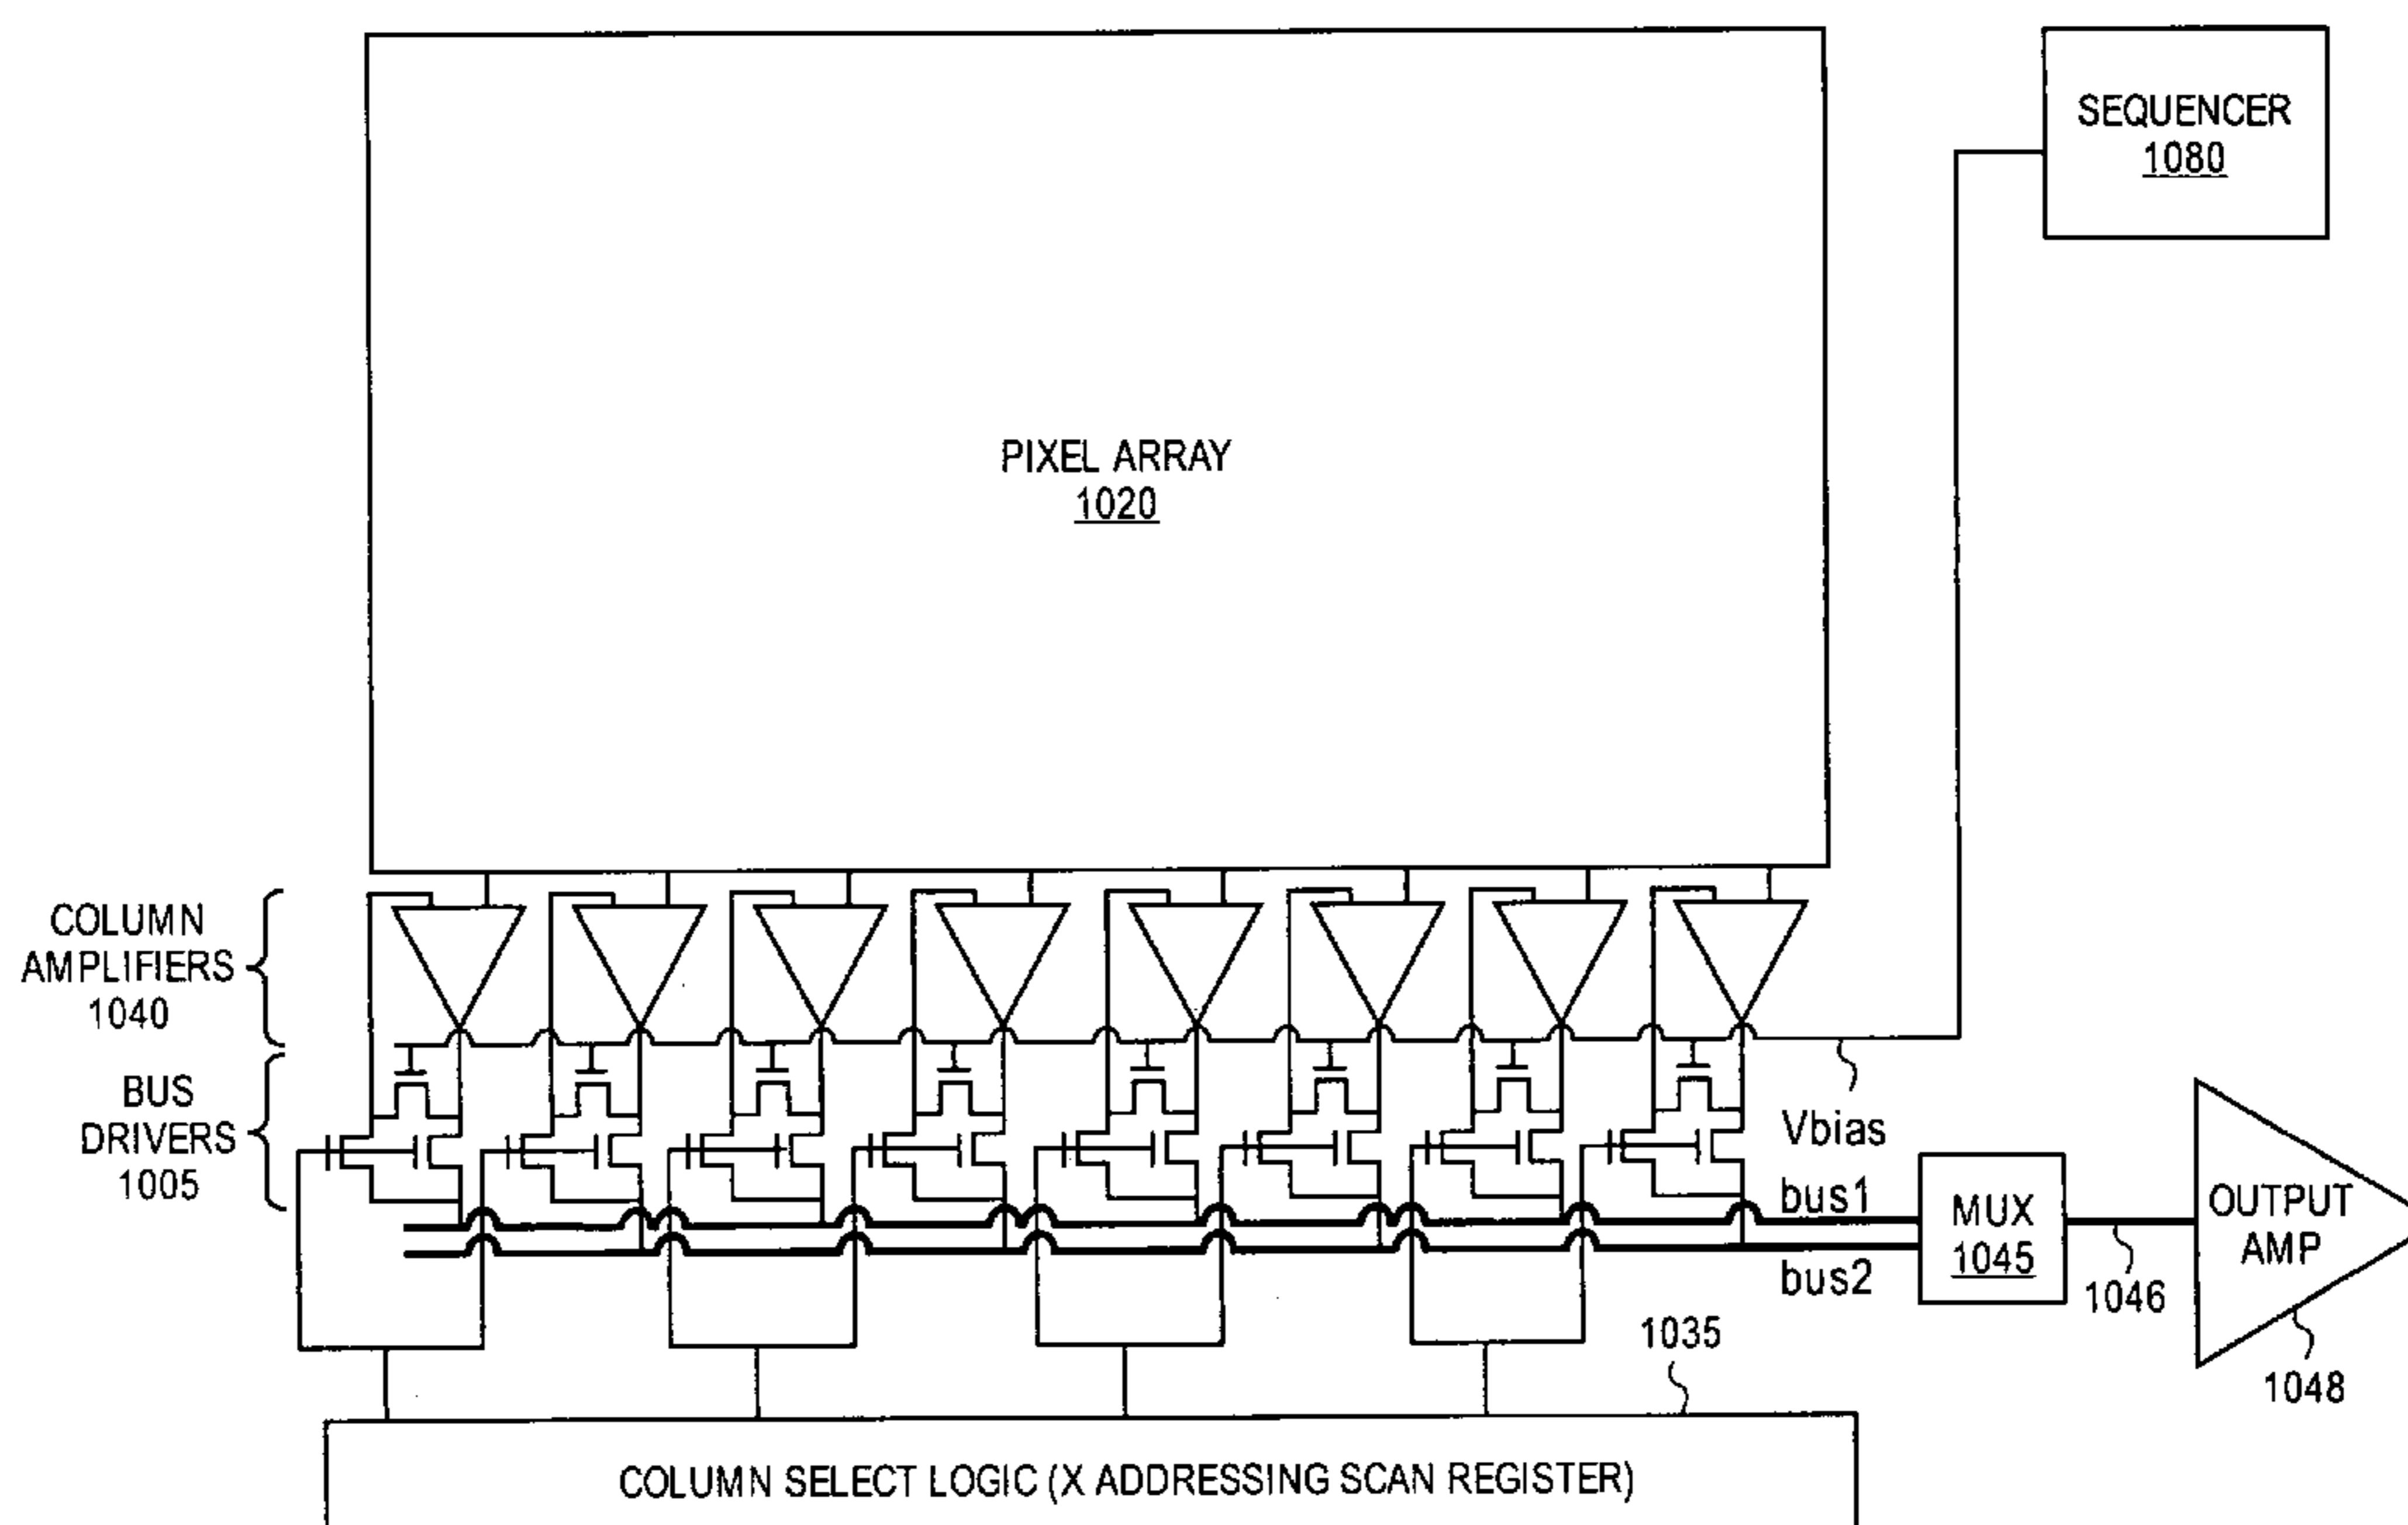 SEQUENCER
1080
PIXEL ARRAY
1020
COLUMN
AMPLIFIERS
1040
BUS
DRIVERS
1005
Vbias
bus1
bus2
MUX
1045
1046
OUTPUT
AMP
1048
1035
COLUMN SELECT LOGIC (X ADDRESSING SCAN REGISTER)